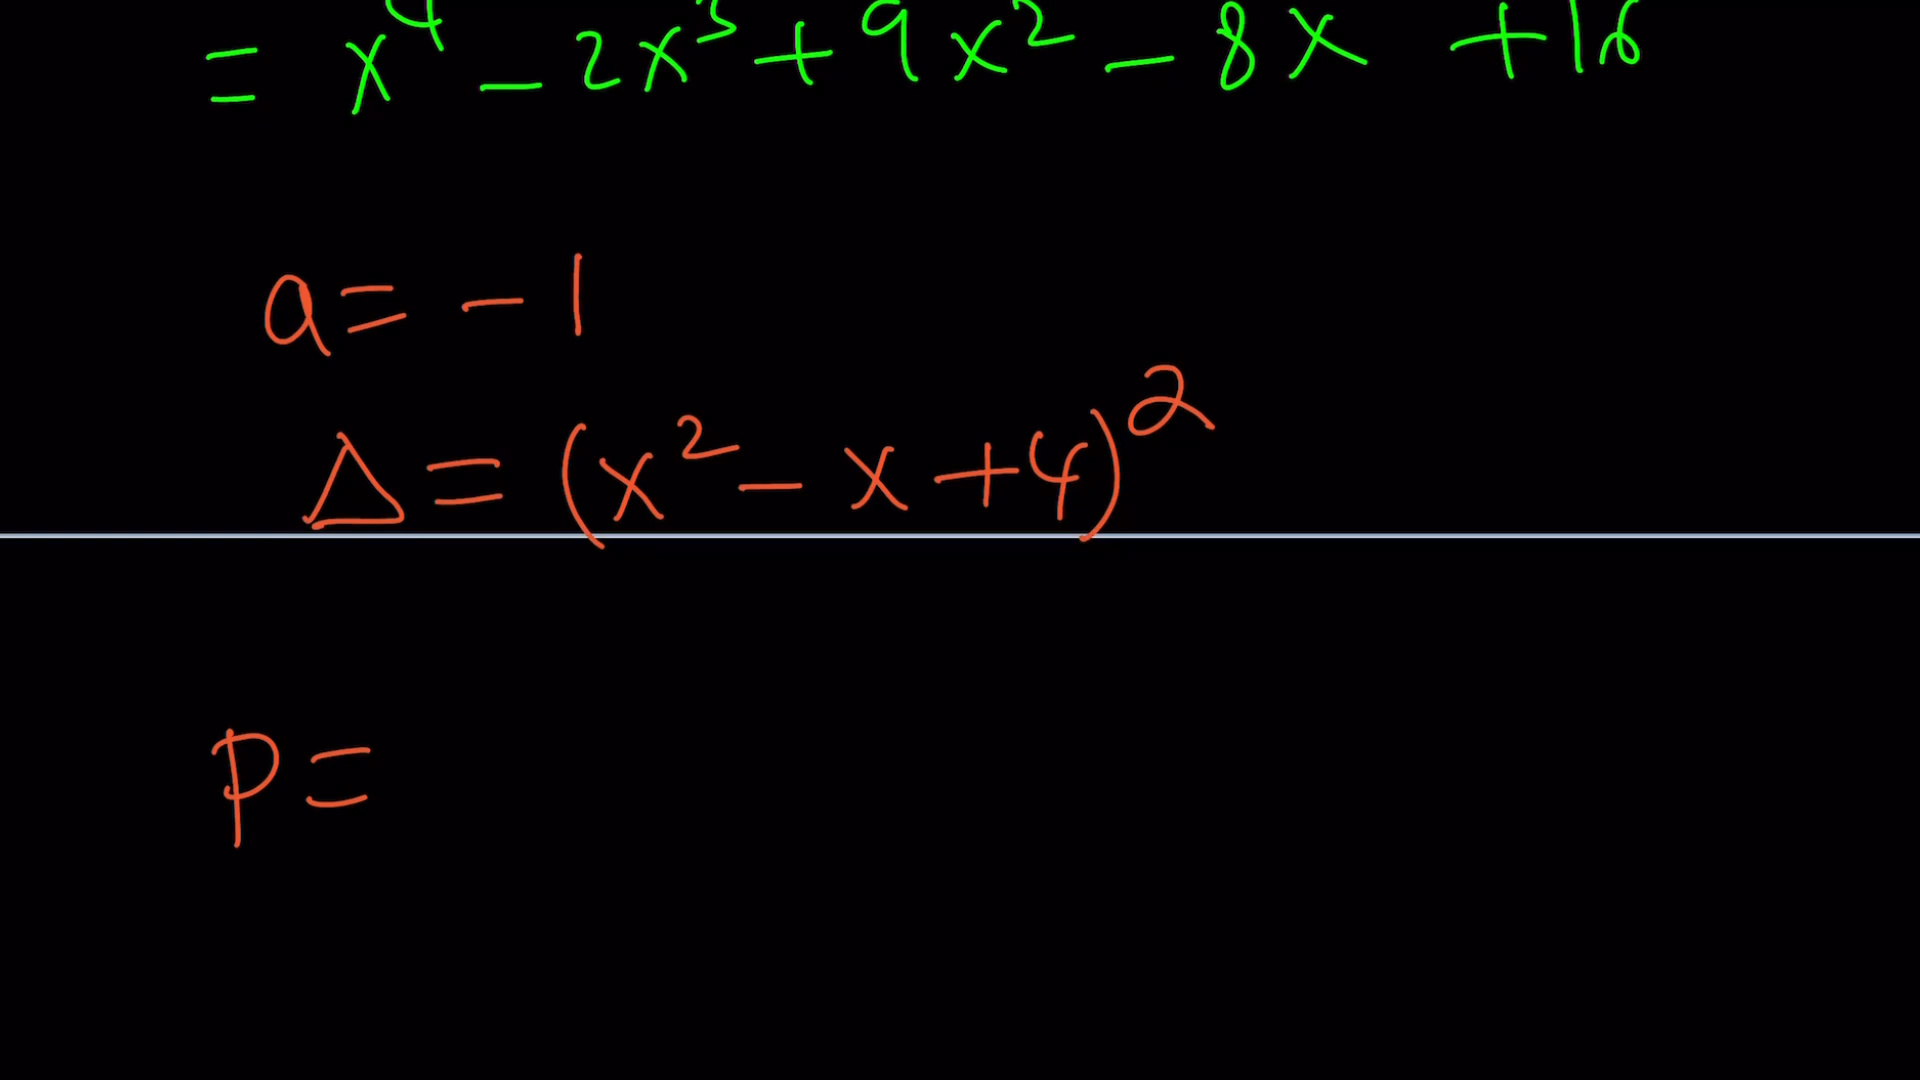 = x⁴ - 2x³ + 9x² - 8x + 16
a = -1
Δ = (x² - x + 4)²
p =